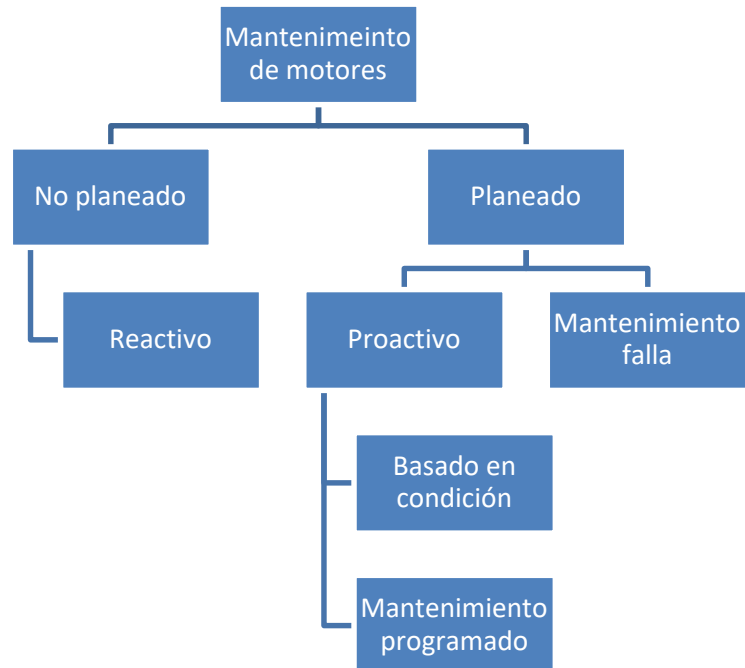 Mantenimeinto
de motores
No planeado
Planeado
Reactivo
Proactivo
Mantenimiento
falla
Basado en
condición
Mantenimiento
programado